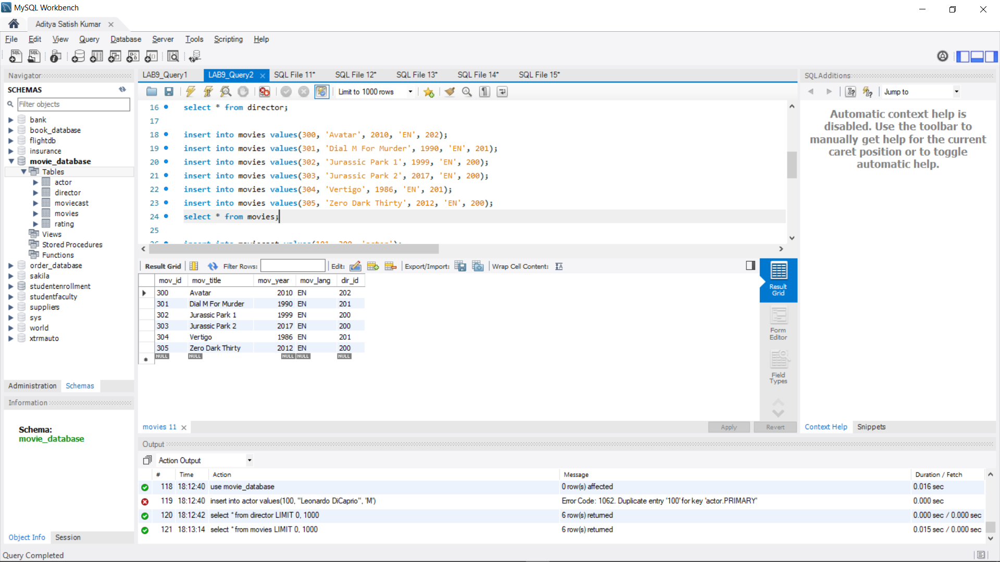 MySQL Workbench
Aditya Satish Kumar
File Edit View Query Database Server Tools Scripting Help
Navigator
SCHEMAS
Filter objects
bank
book_database
flightdb
insurance
movie_database
Tables
actor
director
moviecast
movies
rating
Views
Stored Procedures
Functions
order_database
sakila
studentenrollment
studentfaculty
suppliers
sys
world
xtrmauto
Administration Schemas
Information
Schema:
movie_database
Object Info Session
LAB9_Query1 LAB9_Query2 SQL File 11* SQL File 12* SQL File 13* SQL File 14* SQL File 15*
Limit to 1000 rows
16 select * from director;
17
18 insert into movies values(300, 'Avatar', 2010, 'EN', 202);
19 insert into movies values(301, 'Dial M For Murder', 1990, 'EN', 201);
20 insert into movies values(302, 'Jurassic Park 1', 1999, 'EN', 200);
21 insert into movies values(303, 'Jurassic Park 2', 2017, 'EN', 200);
22 insert into movies values(304, 'Vertigo', 1986, 'EN', 201);
23 insert into movies values(305, 'Zero Dark Thirty', 2012, 'EN', 200);
24 select * from movies;
25
Result Grid Filter Rows: Edit: Export/Import: Wrap Cell Content:
mov_id mov_title mov_year mov_lang dir_id
300 Avatar 2010 EN 202
301 Dial M For Murder 1990 EN 201
302 Jurassic Park 1 1999 EN 200
303 Jurassic Park 2 2017 EN 200
304 Vertigo 1986 EN 201
305 Zero Dark Thirty 2012 EN 200
NULL NULL NULL NULL NULL
Result
Grid
Form
Editor
Field
Types
movies 11
Apply Revert
SQLAdditions
Jump to
Automatic context help is
disabled. Use the toolbar to
manually get help for the current
caret position or to toggle
automatic help.
Context Help Snippets
Output
Action Output
# Time Action Message Duration / Fetch
118 18:12:40 use movie_database 0 row(s) affected 0.016 sec
119 18:12:40 insert into actor values(100, "Leonardo DiCaprio", 'M') Error Code: 1062. Duplicate entry '100' for key 'actor.PRIMARY' 0.000 sec
120 18:12:42 select * from director LIMIT 0, 1000 6 row(s) returned 0.000 sec / 0.000 sec
121 18:13:14 select * from movies LIMIT 0, 1000 6 row(s) returned 0.015 sec / 0.000 sec
Query Completed